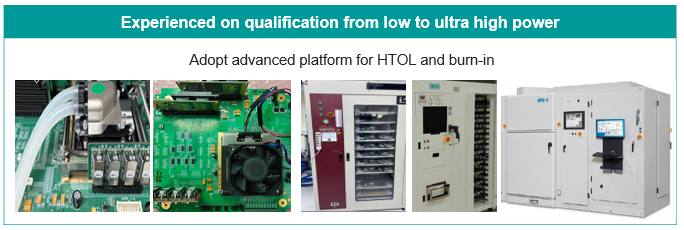 Experienced on qualification from low to ultra high power
Adopt advanced platform for HTOL and burn-in